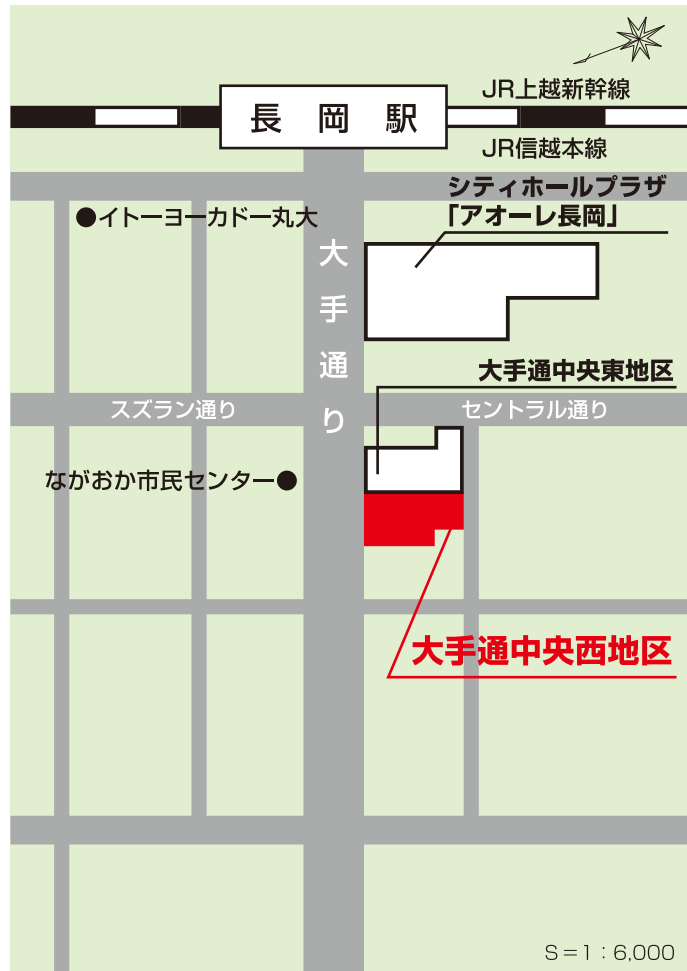 JR上越新幹線
長岡駅
JR信越本線
シティホールプラザ
「アオーレ長岡」
●イトーヨーカドー丸大
大手通り
大手通中央東地区
スズラン通り
セントラル通り
ながおか市民センター●
大手通中央西地区
S=1:6,000